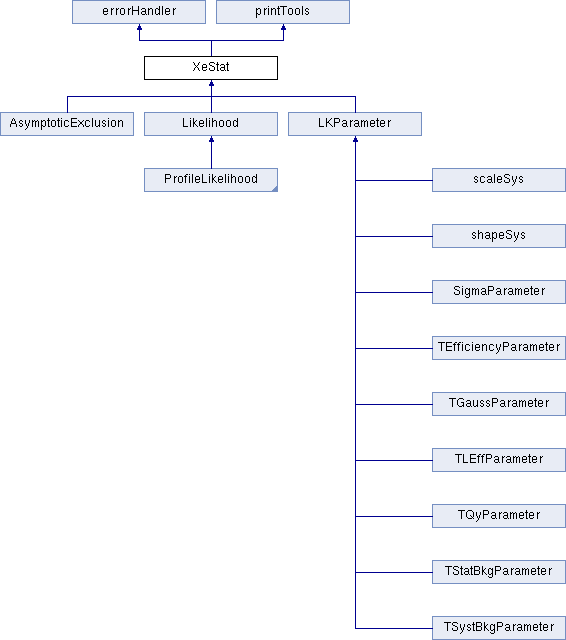 errorHandler
printTools
XeStat
AsymptoticExclusion
Likelihood
LKParameter
ProfileLikelihood
scaleSys
shapeSys
SigmaParameter
TEfficiencyParameter
TGaussParameter
TLEffParameter
TQyParameter
TStatBkgParameter
TSystBkgParameter